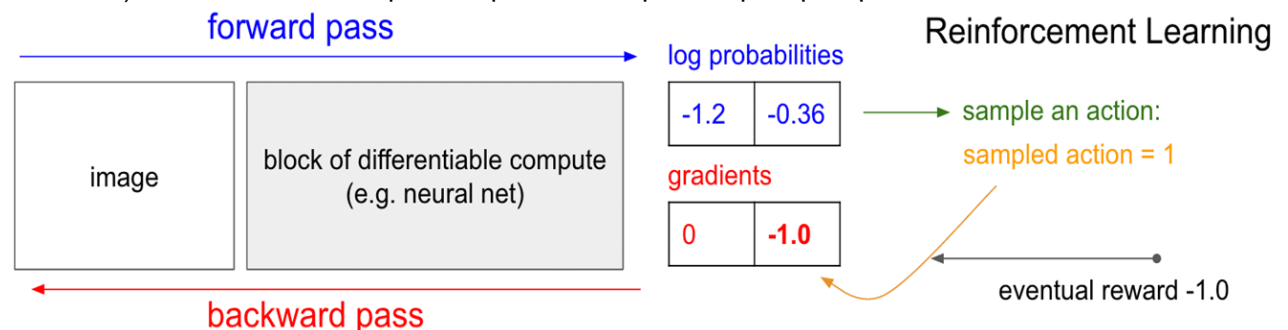 forward pass
Reinforcement Learning
log probabilities
image
block of differentiable compute
(e.g. neural net)
-1.2 -0.36
sample an action:
sampled action = 1
gradients
0 -1.0
eventual reward -1.0
backward pass